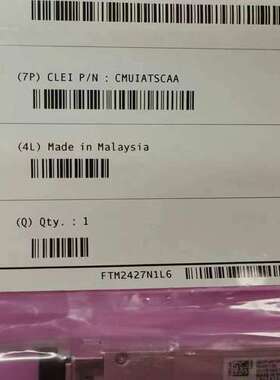 (7P) CLEI P/N : CMUIATSCAA
(4L) Made in Malaysia
(Q) Qty. : 1
FTM2427N1L6